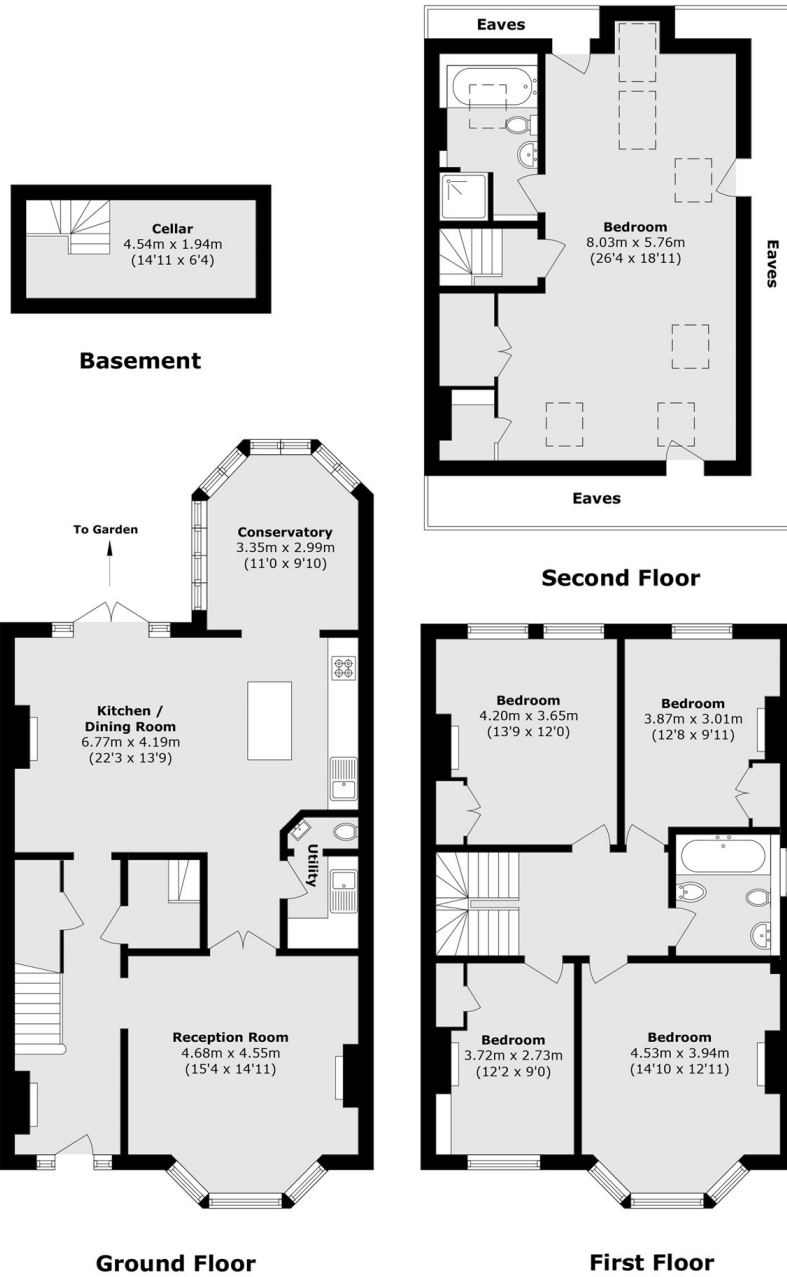 Eaves
Bedroom
8.03m x 5.76m
(26'4 x 18'11)
Eaves
Eaves
Second Floor
Cellar
4.54m x 1.94m
(14'11 x 6'4)
Basement
To Garden
Conservatory
3.35m x 2.99m
(11'0 x 9'10)
Kitchen /
Dining Room
6.77m x 4.19m
(22'3 x 13'9)
Utility
Reception Room
4.68m x 4.55m
(15'4 x 14'11)
Ground Floor
Bedroom
4.20m x 3.65m
(13'9 x 12'0)
Bedroom
3.87m x 3.01m
(12'8 x 9'11)
Bedroom
3.72m x 2.73m
(12'2 x 9'0)
Bedroom
4.53m x 3.94m
(14'10 x 12'11)
First Floor